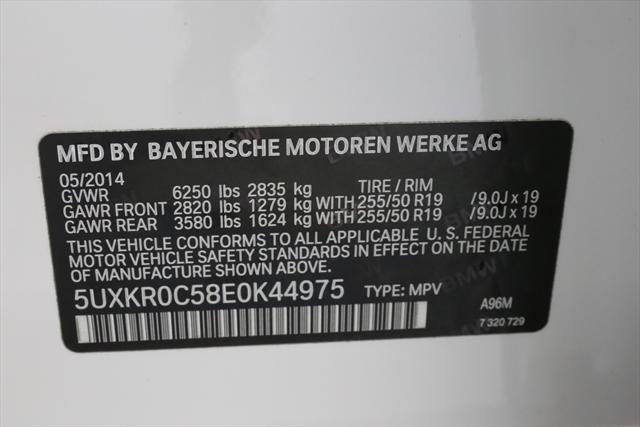 MFD BY BAYERISCHE MOTOREN WERKE AG
05/2014
GVWR 6250 lbs 2835 kg TIRE / RIM
GAWR FRONT 2820 lbs 1279 kg WITH 255/50 R19 /9.0J x 19
GAWR REAR 3580 lbs 1624 kg WITH 255/50 R19 /9.0J x 19
THIS VEHICLE CONFORMS TO ALL APPLICABLE U. S. FEDERAL
MOTOR VEHICLE SAFETY STANDARDS IN EFFECT ON THE DATE
OF MANUFACTURE SHOWN ABOVE.
5UXKR0C58E0K44975 TYPE: MPV A96M
7 320 729